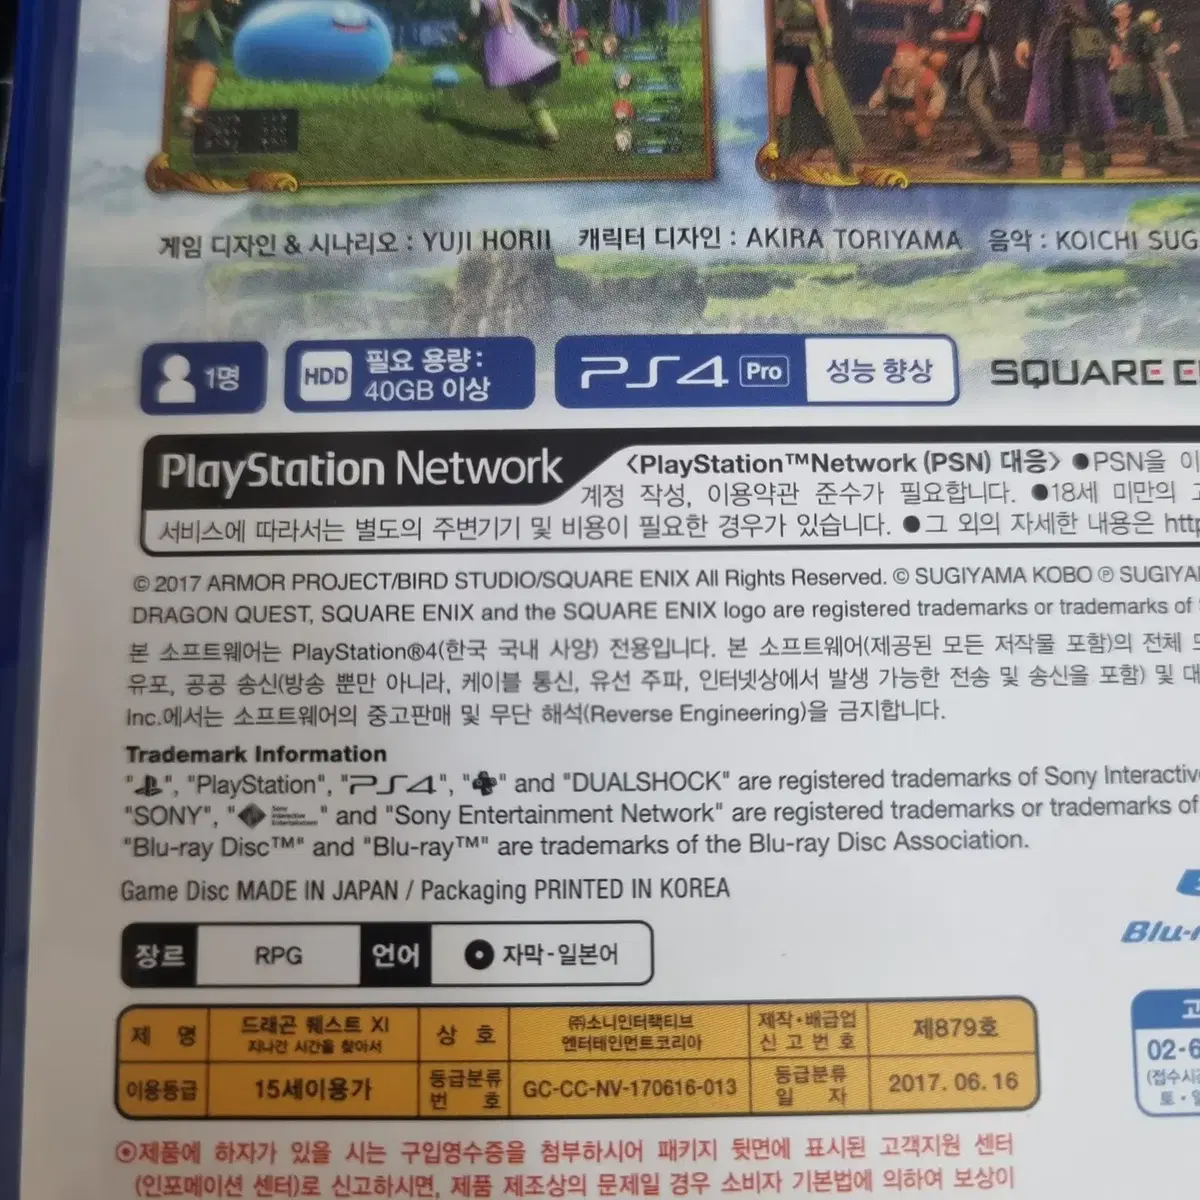 게임 디자인 & 시나리오 : YUJI HORII 캐릭터 디자인 : AKIRA TORIYAMA 음악 : KOICHI SUG
1명 HDD 필요 용량 : 40GB 이상 PS4 Pro 성능 향상 SQUARE E
PlayStation Network <PlayStation™Network (PSN) 대응> ●PSN을 이
계정 작성, 이용약관 준수가 필요합니다. ●18세 미만의
서비스에 따라서는 별도의 주변기기 및 비용이 필요한 경우가 있습니다. ●그 외의 자세한 내용은 http
© 2017 ARMOR PROJECT/BIRD STUDIO/SQUARE ENIX All Rights Reserved. © SUGIYAMA KOBO ℗ SUGIYA
DRAGON QUEST, SQUARE ENIX and the SQUARE ENIX logo are registered trademarks or trademarks of
본 소프트웨어는 PlayStation®4(한국 국내 사양) 전용입니다. 본 소프트웨어(제공된 모든 저작물 포함)의 전체
유포, 공공 송신(방송 뿐만 아니라, 케이블 통신, 유선 주파, 인터넷상에서 발생 가능한 전송 및 송신을 포함) 및 대
Inc.에서는 소프트웨어의 중고판매 및 무단 해석(Reverse Engineering)을 금지합니다.
Trademark Information
"", "PlayStation", "PS4", "" and "DUALSHOCK" are registered trademarks of Sony Interactive
"SONY", "Sony Interactive Entertainment" and "Sony Entertainment Network" are registered trademarks or trademarks of
"Blu-ray Disc™" and "Blu-ray™" are trademarks of the Blu-ray Disc Association.
Game Disc MADE IN JAPAN / Packaging PRINTED IN KOREA
Blu-r
장르 RPG 언어 자막-일본어
제 명 드래곤 퀘스트 XI 지나간 시간을 찾아서 상 호 ㈜소니인터랙티브 엔터테인먼트코리아 제작·배급업 신고번호 제879호
이용등급 15세이용가 등급분류 번 호 GC-CC-NV-170616-013 등급분류 일 자 2017. 06. 16
고
02-6
(접수시간
토·일
⊙제품에 하자가 있을 시는 구입영수증을 첨부하시어 패키지 뒷면에 표시된 고객지원 센터
(인포메이션 센터)로 신고하시면, 제품 제조상의 문제일 경우 소비자 기본법에 의하여 보상이